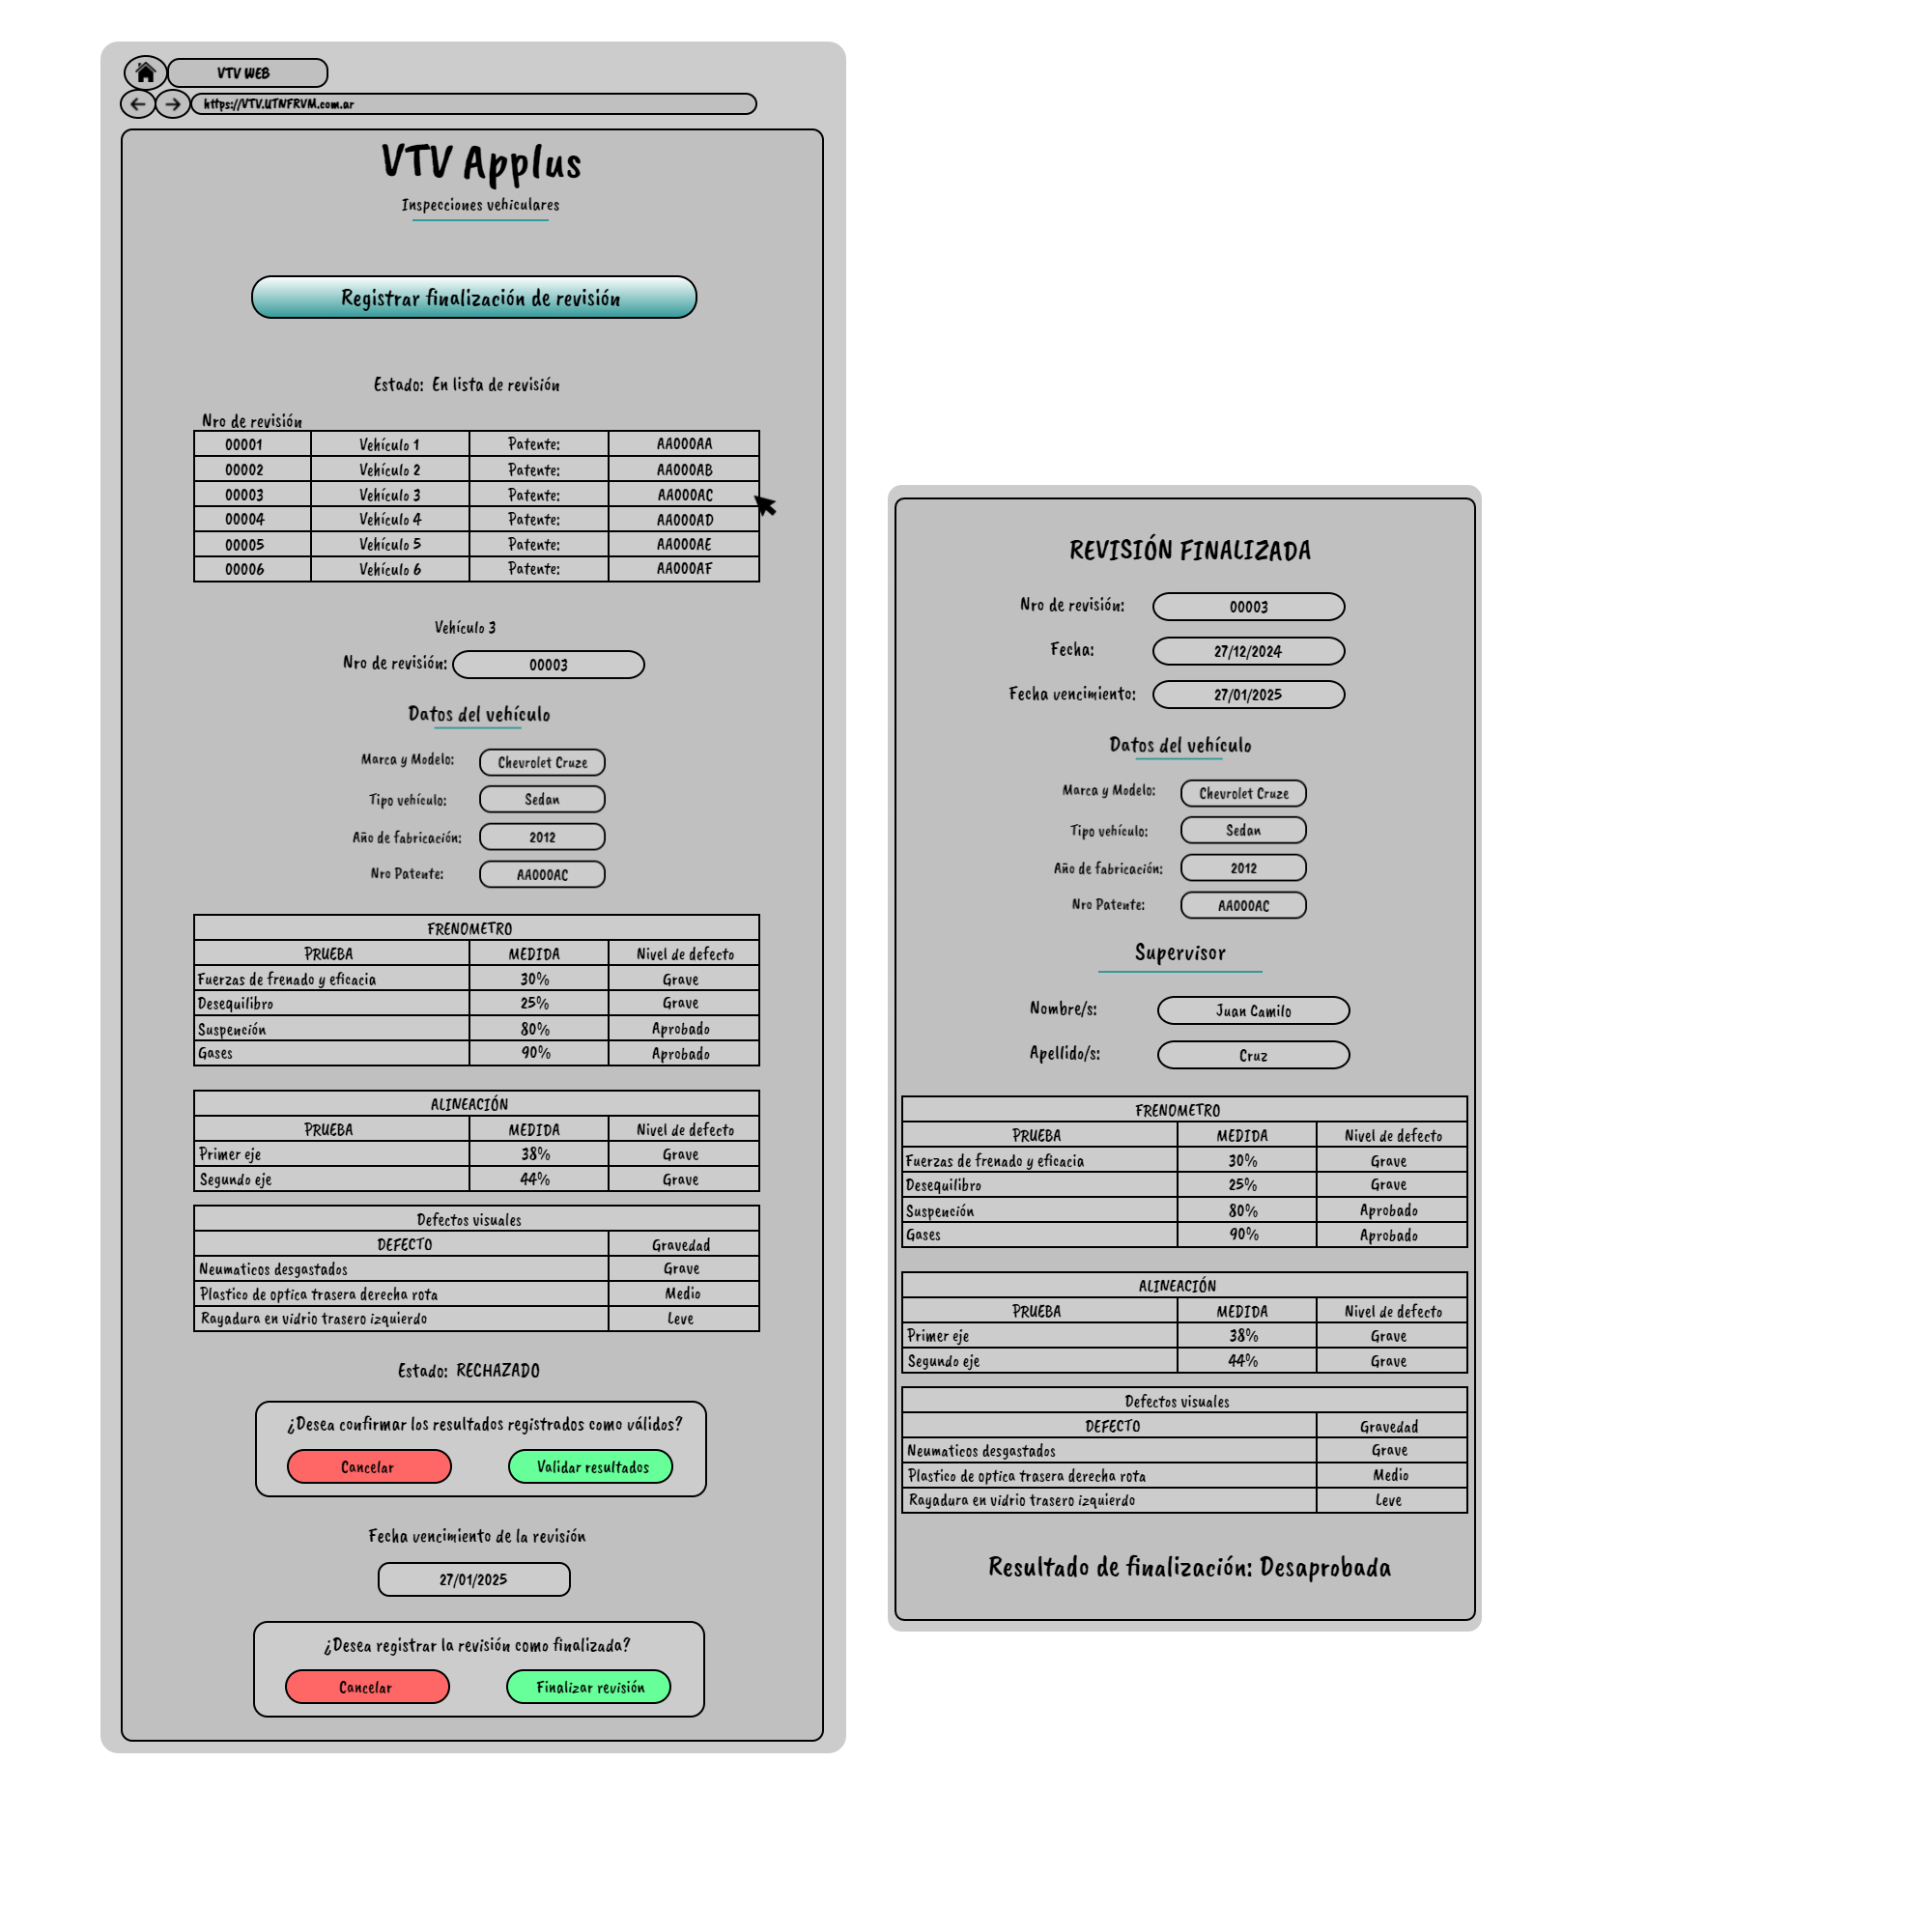 VTV WEB
https://VTV.UTNFRVM.com.ar
VTV Applus
Inspecciones vehiculares
Registrar finalización de revisión
Estado: En lista de revisión
Nro de revisión
00001 Vehículo 1 Patente: AA000AA
00002 Vehículo 2 Patente: AA000AB
00003 Vehículo 3 Patente: AA000AC
00004 Vehículo 4 Patente: AA000AD
00005 Vehículo 5 Patente: AA000AE
00006 Vehículo 6 Patente: AA000AF
Vehículo 3
Nro de revisión: 00003
Datos del vehículo
Marca y Modelo: Chevrolet Cruze
Tipo vehículo: Sedan
Año de fabricación: 2012
Nro Patente: AA000AC
FRENOMETRO
PRUEBA MEDIDA Nivel de defecto
Fuerzas de frenado y eficacia 30% Grave
Desequilibro 25% Grave
Suspención 80% Aprobado
Gases 90% Aprobado
ALINEACIÓN
PRUEBA MEDIDA Nivel de defecto
Primer eje 38% Grave
Segundo eje 44% Grave
Defectos visuales
DEFECTO Gravedad
Neumaticos desgastados Grave
Plastico de optica trasera derecha rota Medio
Rayadura en vidrio trasero izquierdo Leve
Estado: RECHAZADO
¿Desea confirmar los resultados registrados como válidos?
Cancelar Validar resultados
Fecha vencimiento de la revisión
27/01/2025
¿Desea registrar la revisión como finalizada?
Cancelar Finalizar revisión
REVISIÓN FINALIZADA
Nro de revisión: 00003
Fecha: 27/12/2024
Fecha vencimiento: 27/01/2025
Datos del vehículo
Marca y Modelo: Chevrolet Cruze
Tipo vehículo: Sedan
Año de fabricación: 2012
Nro Patente: AA000AC
Supervisor
Nombre/s: Juan Camilo
Apellido/s: Cruz
FRENOMETRO
PRUEBA MEDIDA Nivel de defecto
Fuerzas de frenado y eficacia 30% Grave
Desequilibro 25% Grave
Suspención 80% Aprobado
Gases 90% Aprobado
ALINEACIÓN
PRUEBA MEDIDA Nivel de defecto
Primer eje 38% Grave
Segundo eje 44% Grave
Defectos visuales
DEFECTO Gravedad
Neumaticos desgastados Grave
Plastico de optica trasera derecha rota Medio
Rayadura en vidrio trasero izquierdo Leve
Resultado de finalización: Desaprobada